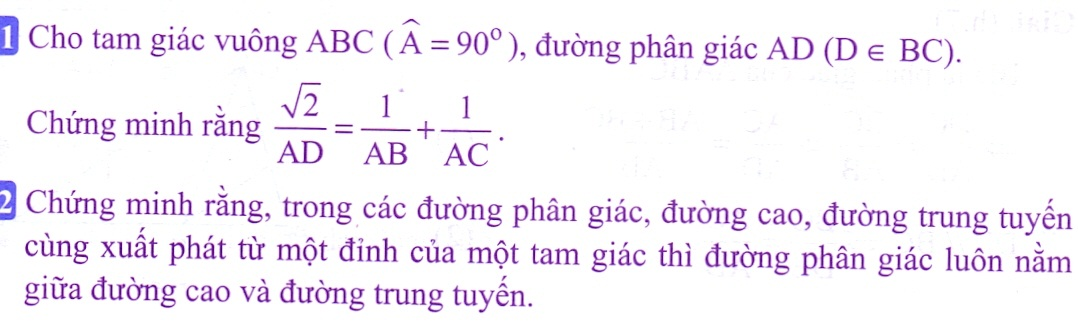 1 Cho tam giác vuông ABC ( Â = 90° ), đường phân giác AD (D ∈ BC).
Chứng minh rằng √2/AD = 1/AB + 1/AC .
2 Chứng minh rằng, trong các đường phân giác, đường cao, đường trung tuyến
cùng xuất phát từ một đỉnh của một tam giác thì đường phân giác luôn nằm
giữa đường cao và đường trung tuyến.